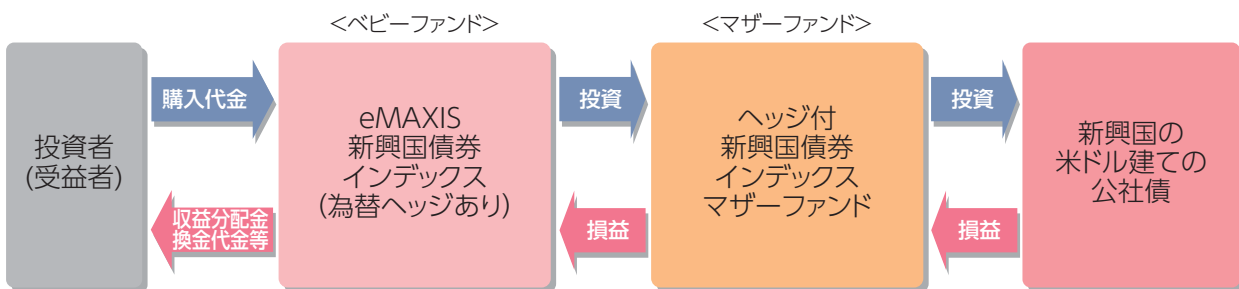 <ベビーファンド>
<マザーファンド>
投資者
(受益者)
購入代金
収益分配金
換金代金等
eMAXIS
新興国債券
インデックス
(為替ヘッジあり)
投資
損益
ヘッジ付
新興国債券
インデックス
マザーファンド
投資
損益
新興国の
米ドル建ての
公社債